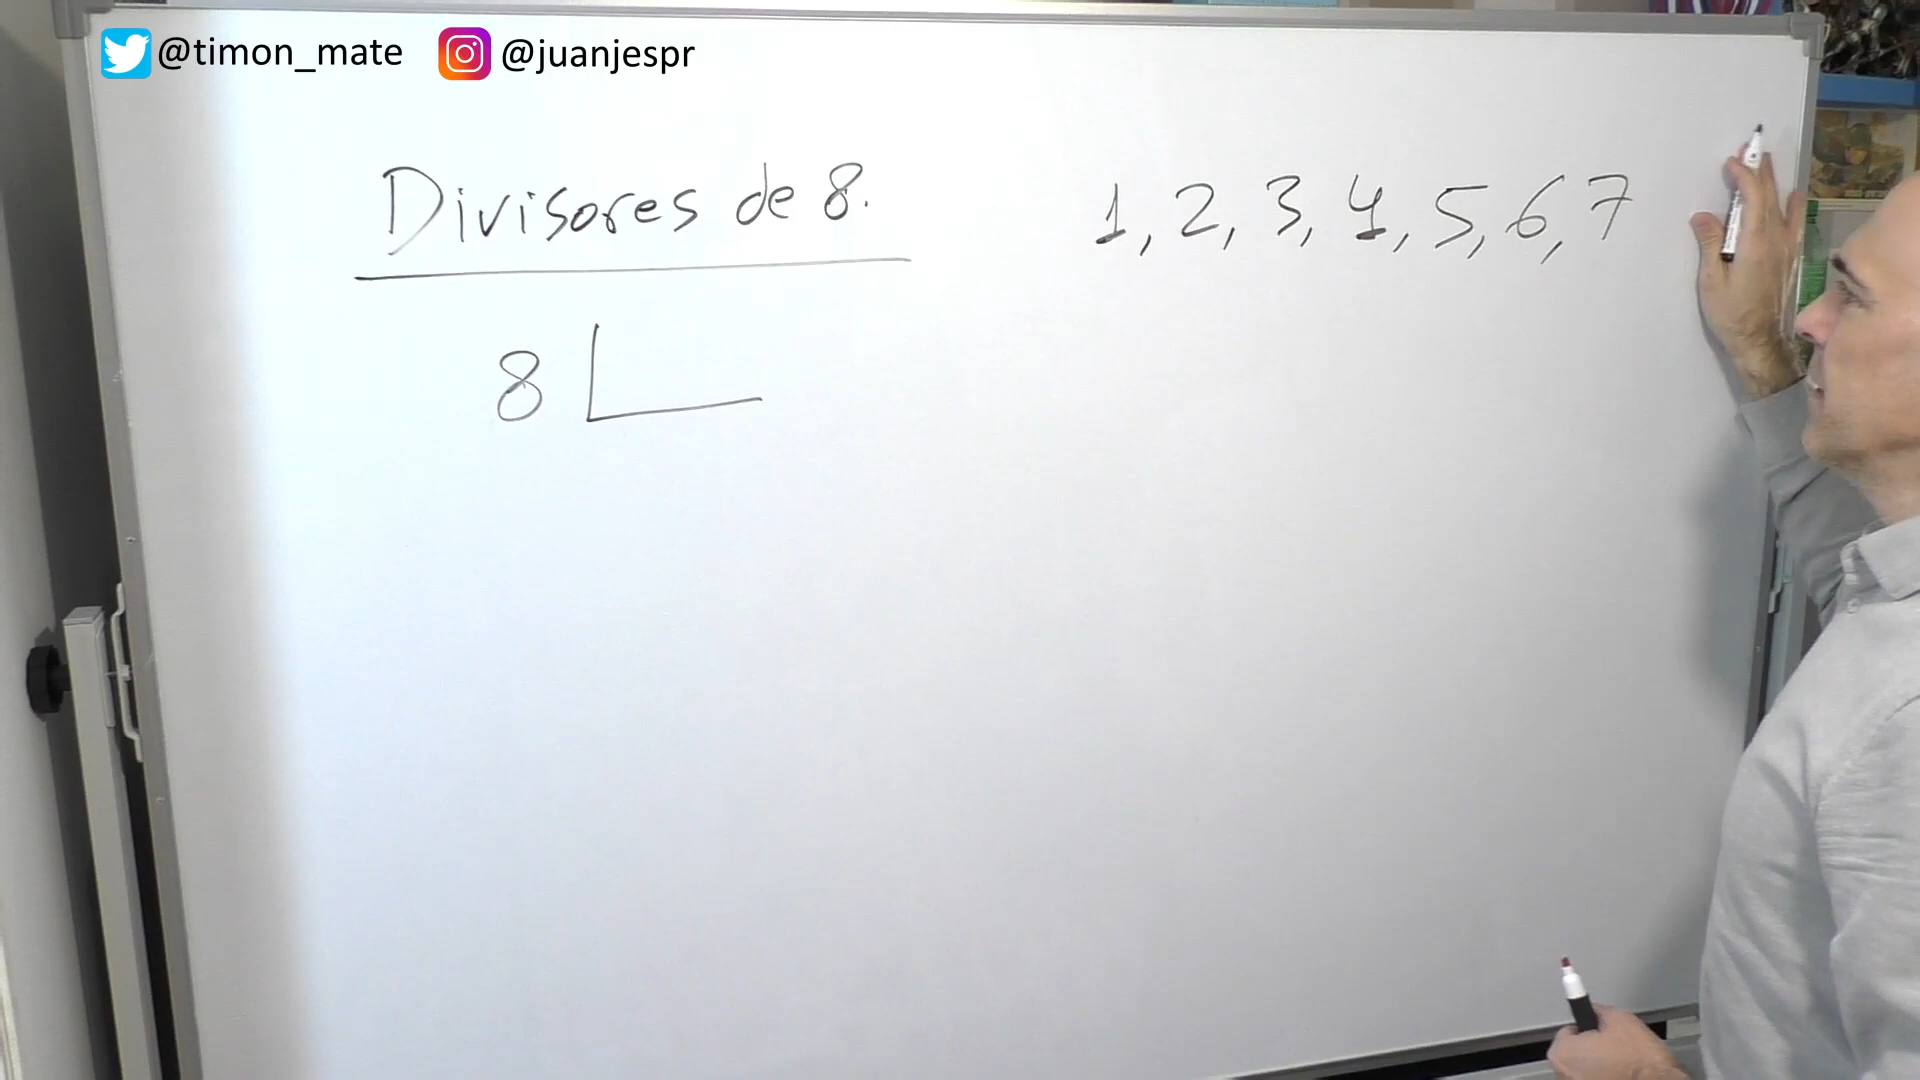 @timon_mate @juanjespr
Divisores de 8.
1, 2, 3, 4, 5, 6, 7
8